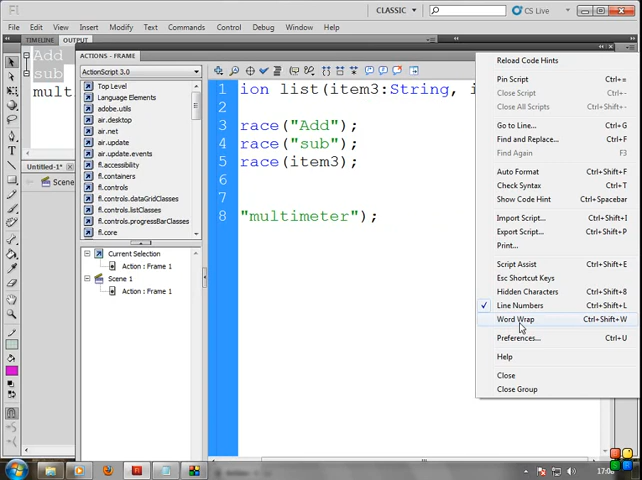 Fl
CLASSIC
CS Live
File Edit View Insert Modify Text Commands Control Debug Window Help
TIMELINE OUTPUT
Add
sub
mult
Untitled-1*
Scene
ACTIONS - FRAME
ActionScript 3.0
Top Level
Language Elements
adobe.utils
air.desktop
air.net
air.update
air.update.events
fl.accessibility
fl.containers
fl.controls
fl.controls.dataGridClasses
fl.controls.listClasses
fl.controls.progressBarClasses
fl.core
Current Selection
Action : Frame 1
Scene 1
Action : Frame 1
1 ion list(item3:String, i
2
3 race("Add");
4 race("sub");
5 race(item3);
6
7
8 "multimeter");
Reload Code Hints
Pin Script Ctrl+=
Close Script Ctrl+-
Close All Scripts Ctrl+Shift+-
Go to Line... Ctrl+G
Find and Replace... Ctrl+F
Find Again F3
Auto Format Ctrl+Shift+F
Check Syntax Ctrl+T
Show Code Hint Ctrl+Spacebar
Import Script... Ctrl+Shift+I
Export Script... Ctrl+Shift+P
Print...
Script Assist Ctrl+Shift+E
Esc Shortcut Keys
Hidden Characters Ctrl+Shift+8
Line Numbers Ctrl+Shift+L
Word Wrap Ctrl+Shift+W
Preferences... Ctrl+U
Help
Close
Close Group